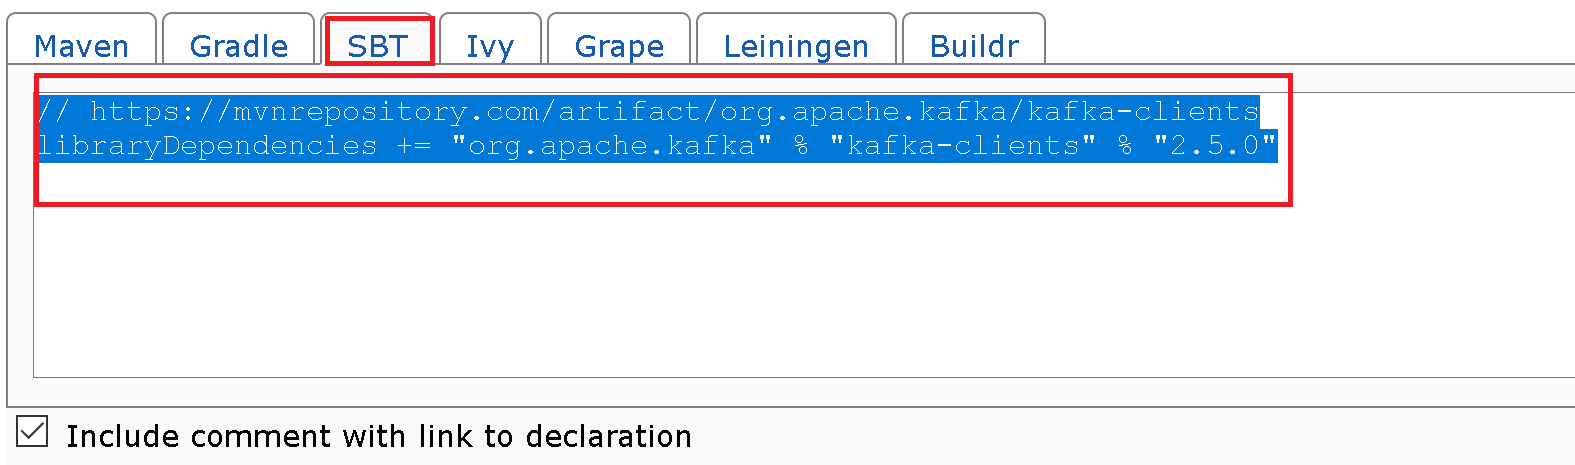 Maven Gradle SBT Ivy Grape Leiningen Buildr
// https://mvnrepository.com/artifact/org.apache.kafka/kafka-clients
libraryDependencies += "org.apache.kafka" % "kafka-clients" % "2.5.0"
Include comment with link to declaration